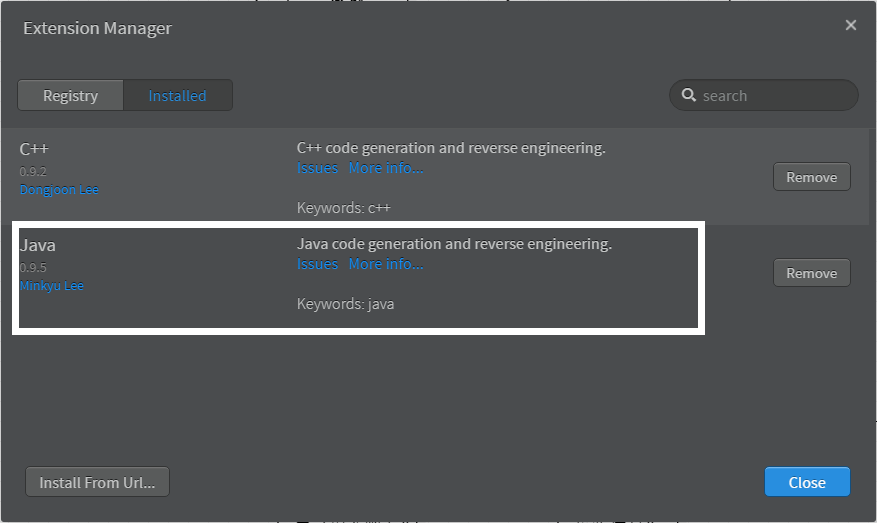 Extension Manager
×
Registry Installed
search
C++
0.9.2
Dongjoon Lee
C++ code generation and reverse engineering.
Issues More info...
Keywords: c++
Remove
Java
0.9.5
Minkyu Lee
Java code generation and reverse engineering.
Issues More info...
Keywords: java
Remove
Install From Url...
Close